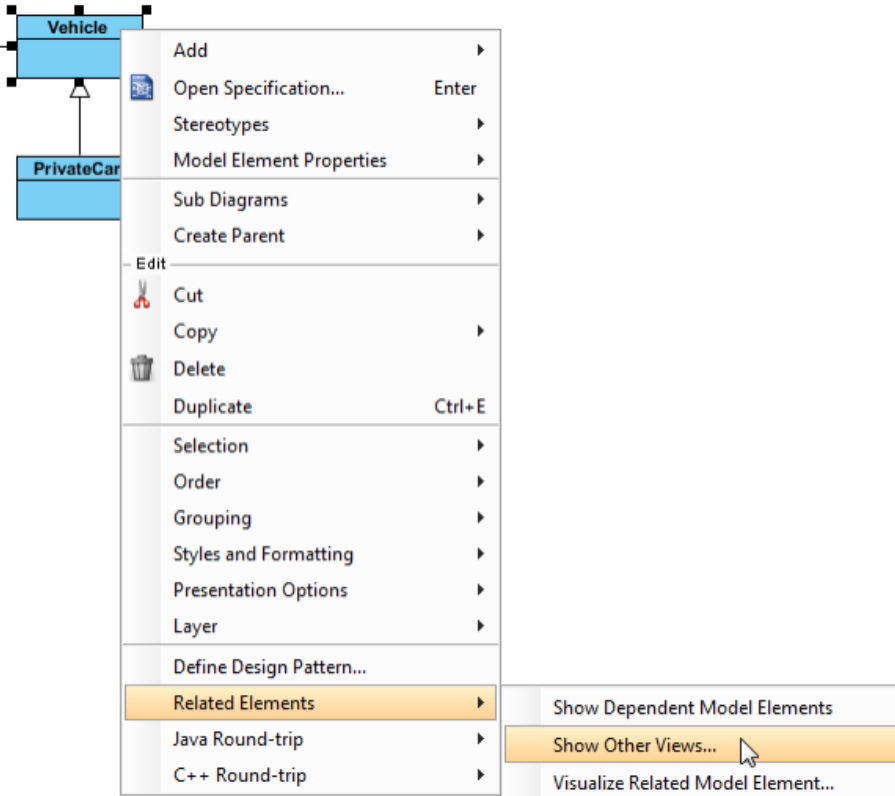 Vehicle
PrivateCar
Add
Open Specification... Enter
Stereotypes
Model Element Properties
Sub Diagrams
Create Parent
Edit
Cut
Copy
Delete
Duplicate Ctrl+E
Selection
Order
Grouping
Styles and Formatting
Presentation Options
Layer
Define Design Pattern...
Related Elements
Java Round-trip
C++ Round-trip
Show Dependent Model Elements
Show Other Views...
Visualize Related Model Element...